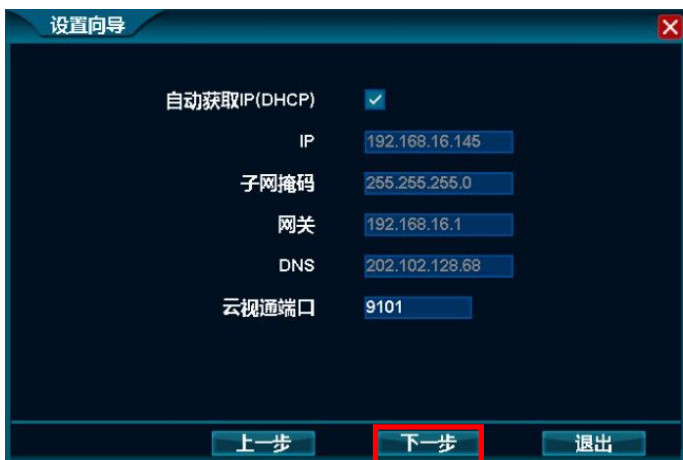 设置向导
自动获取IP(DHCP)
IP 192.168.16.145
子网掩码 255.255.255.0
网关 192.168.16.1
DNS 202.102.128.68
云视通端口 9101
上一步 下一步 退出